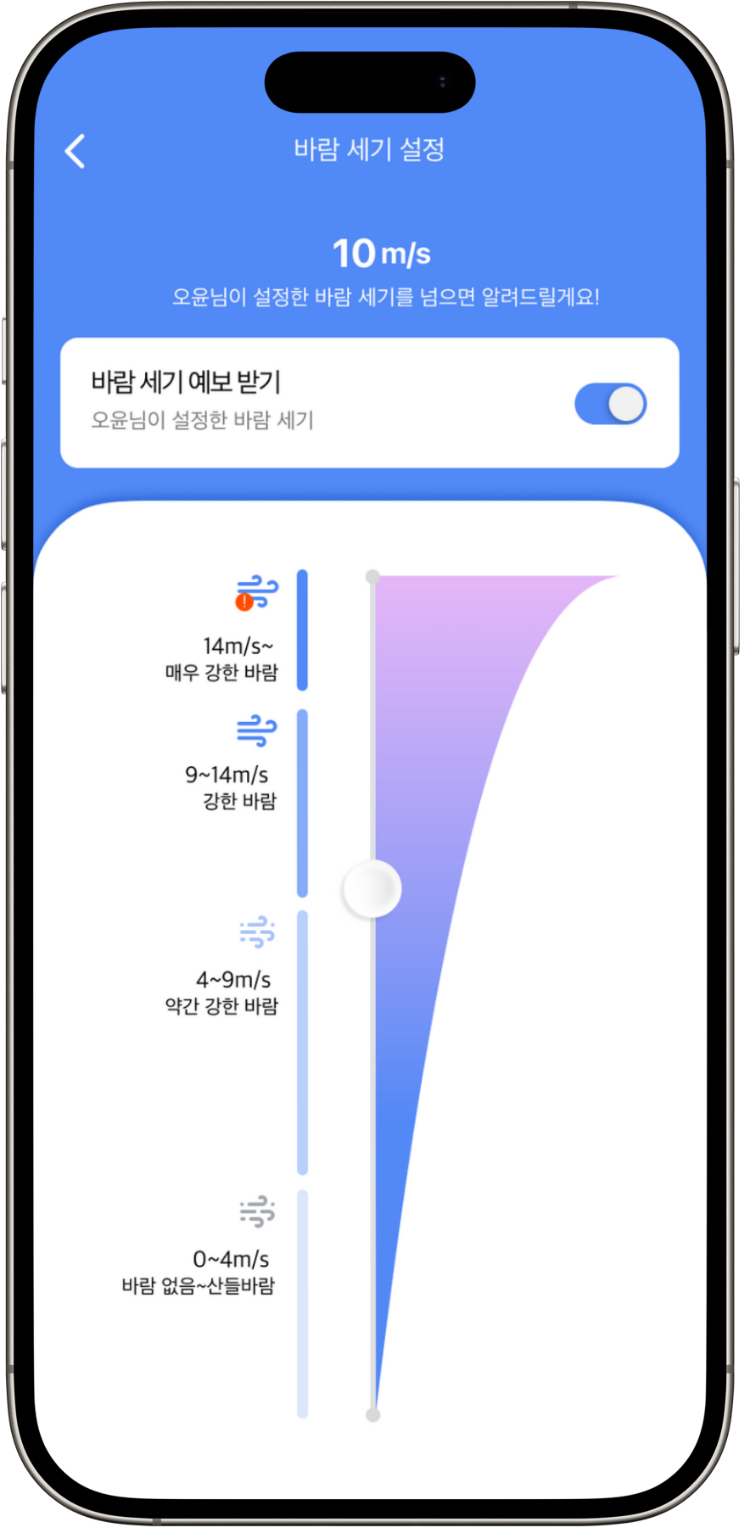 바람 세기 설정
10 m/s
오윤님이 설정한 바람 세기를 넘으면 알려드릴게요!
바람 세기 예보 받기
오윤님이 설정한 바람 세기
!
14m/s~
매우 강한 바람
9~14m/s
강한 바람
4~9m/s
약간 강한 바람
0~4m/s
바람 없음~산들바람